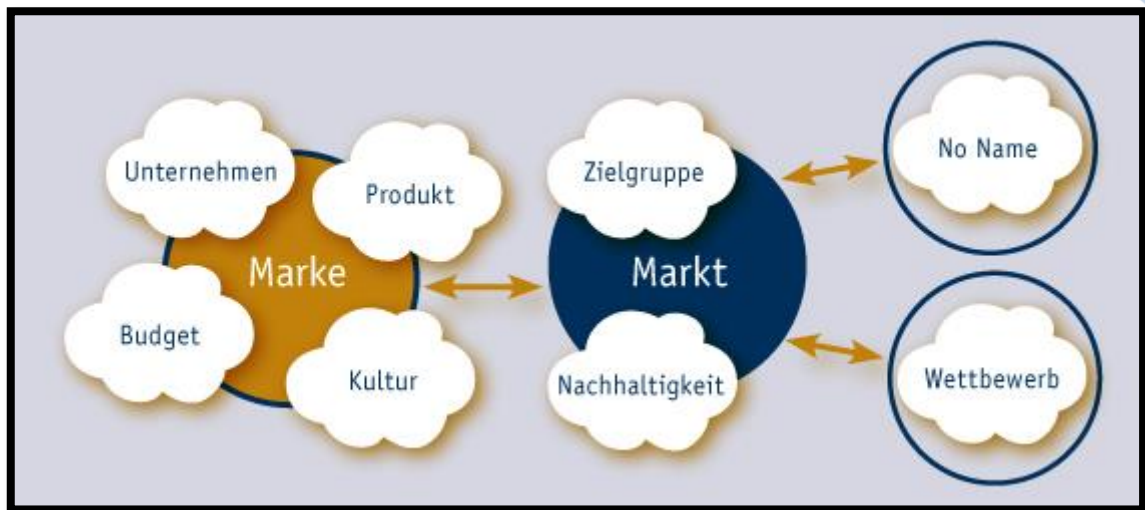 Unternehmen
Produkt
Marke
Budget
Kultur
Zielgruppe
Markt
Nachhaltigkeit
No Name
Wettbewerb